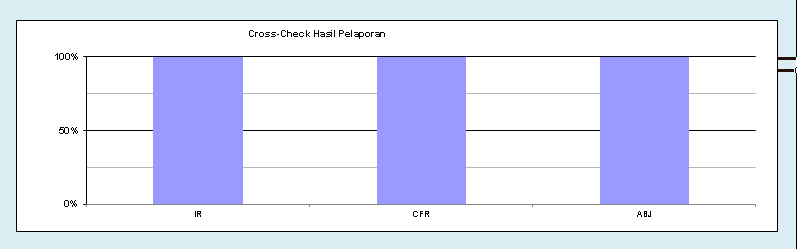 Cross-Check Hasil Pelaporan
100%
50%
0%
IR CFR ABJ